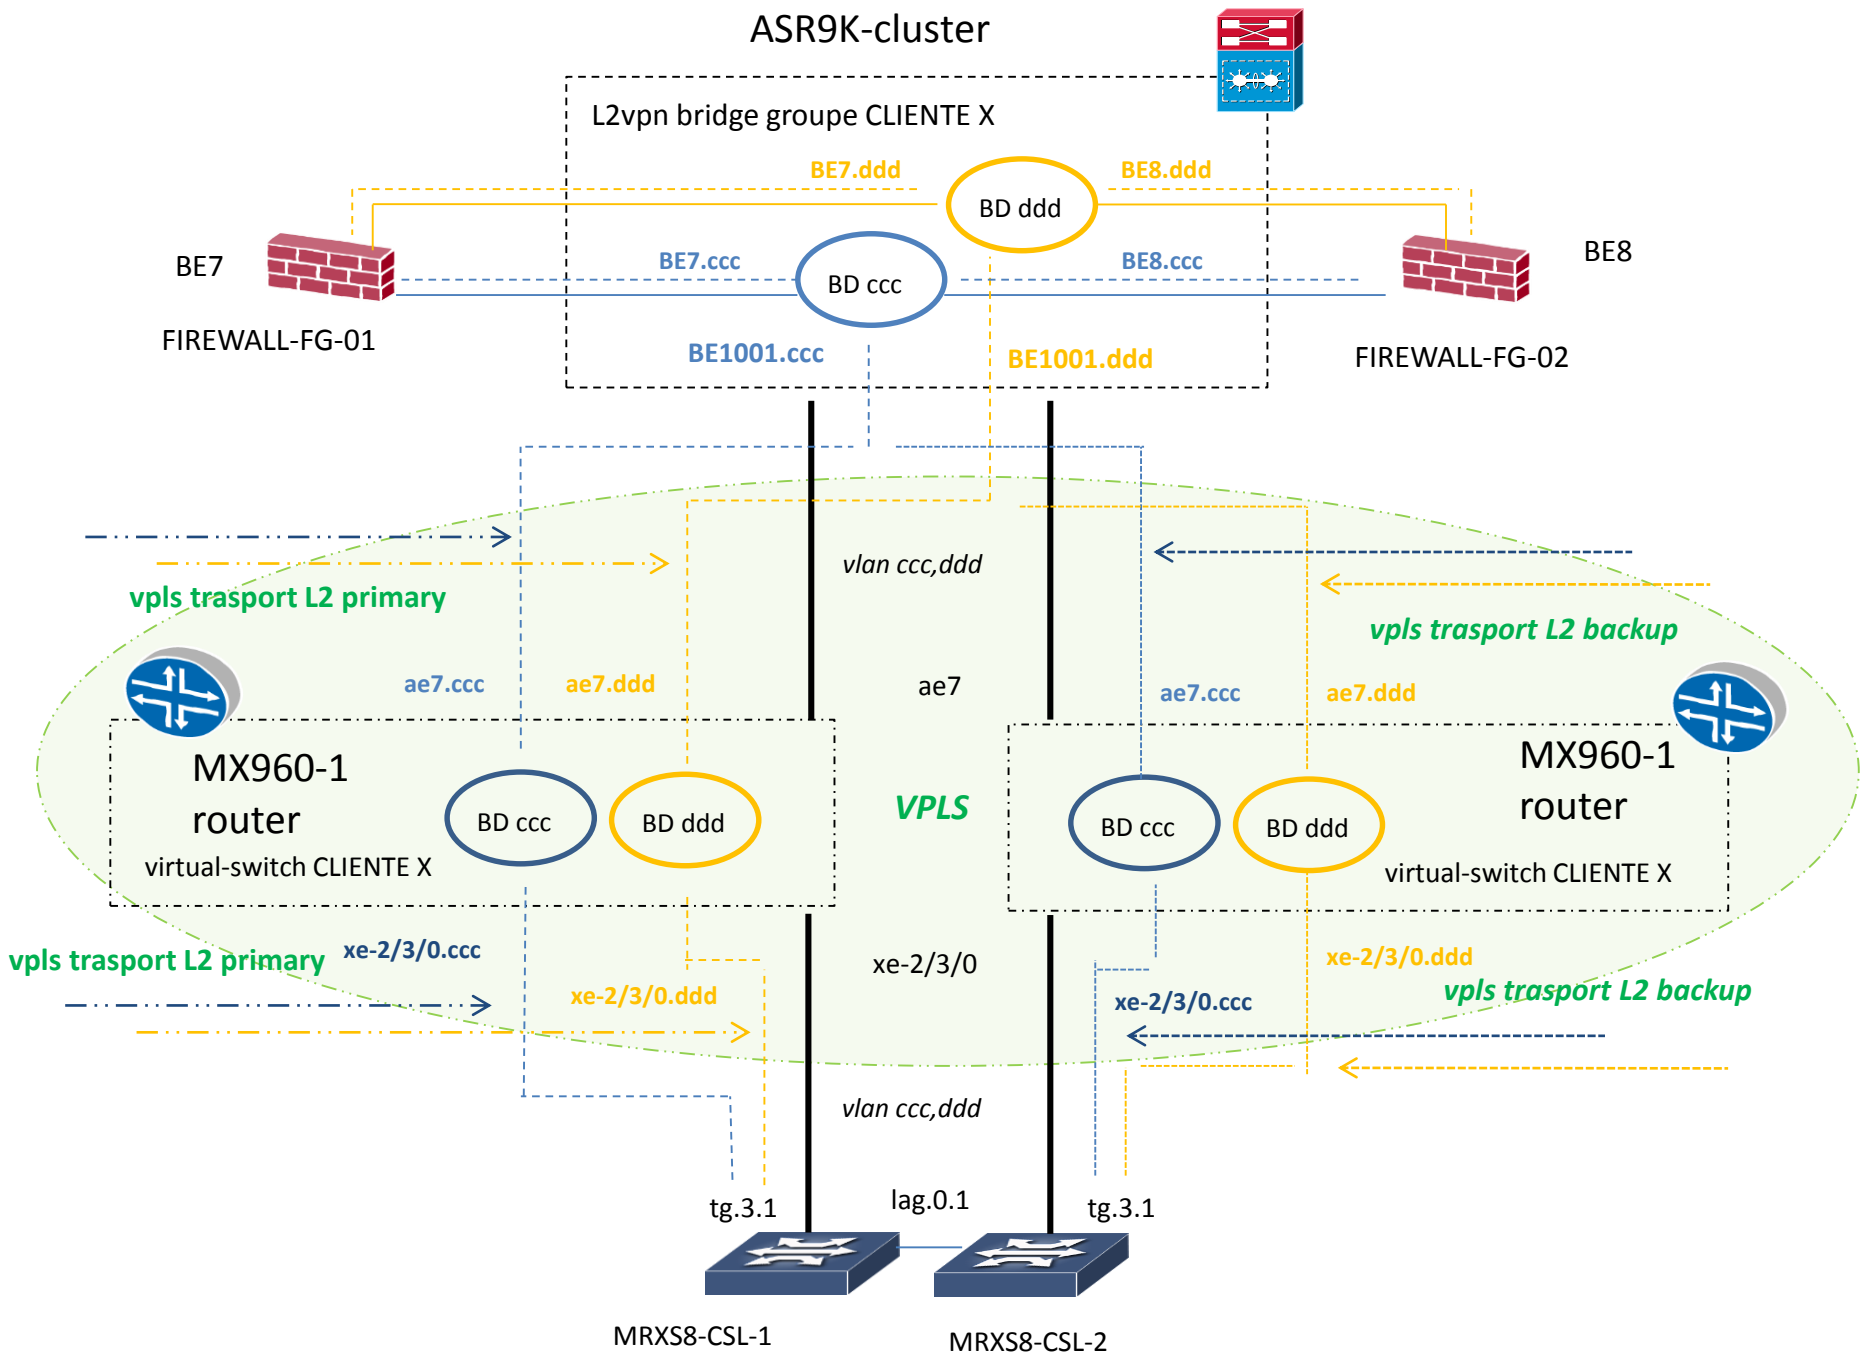 ASR9K-cluster
L2vpn bridge groupe CLIENTE X
BE7.ddd
BE8.ddd
BD ddd
BE7
BE7.ccc
BD ccc
BE8.ccc
BE8
FIREWALL-FG-01
BE1001.ccc
BE1001.ddd
FIREWALL-FG-02
vlan ccc,ddd
vpls trasport L2 primary
vpls trasport L2 backup
ae7.ccc
ae7.ddd
ae7
ae7.ccc
ae7.ddd
MX960-1
router
virtual-switch CLIENTE X
BD ccc
BD ddd
VPLS
BD ccc
BD ddd
MX960-1
router
virtual-switch CLIENTE X
vpls trasport L2 primary
xe-2/3/0.ccc
xe-2/3/0.ddd
xe-2/3/0
xe-2/3/0.ccc
xe-2/3/0.ddd
vpls trasport L2 backup
vlan ccc,ddd
tg.3.1
lag.0.1
tg.3.1
MRXS8-CSL-1
MRXS8-CSL-2